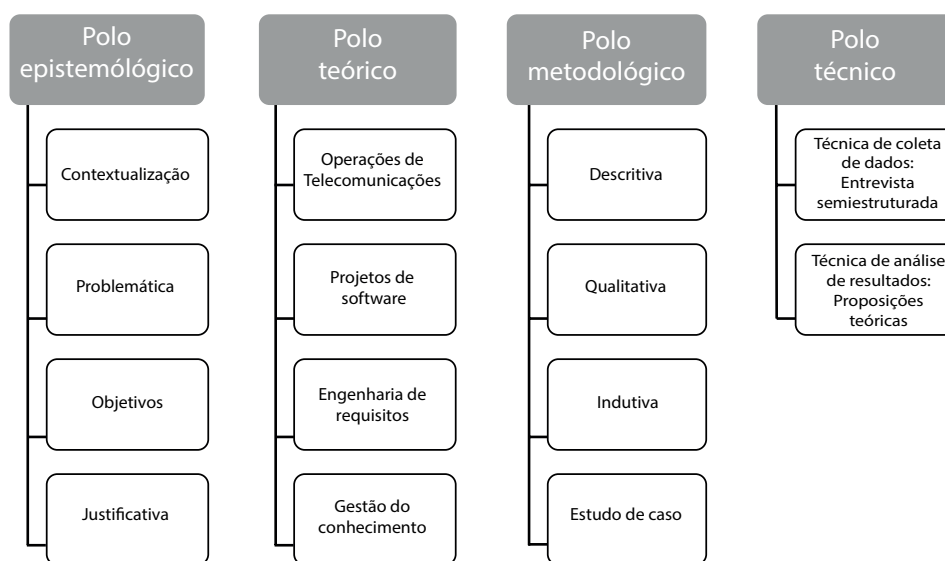 Polo
epistemólógico
Contextualização
Problemática
Objetivos
Justificativa
Polo
teórico
Operações de
Telecomunicações
Projetos de
software
Engenharia de
requisitos
Gestão do
conhecimento
Polo
metodológico
Descritiva
Qualitativa
Indutiva
Estudo de caso
Polo
técnico
Técnica de coleta
de dados:
Entrevista
semiestruturada
Técnica de análise
de resultados:
Proposições
teóricas